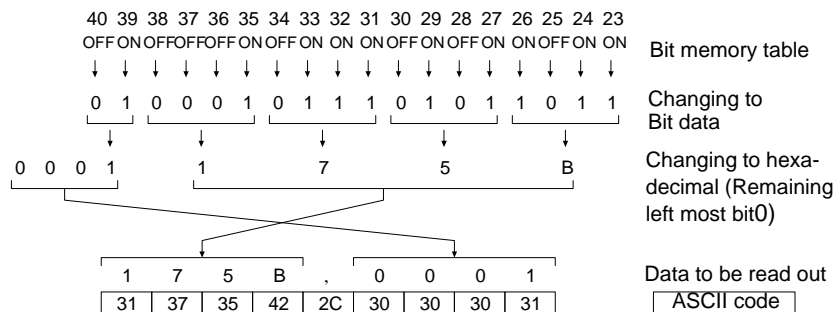 40 39 38 37 36 35 34 33 32 31 30 29 28 27 26 25 24 23
OFF ON OFF OFF OFF ON OFF ON ON ON OFF ON OFF ON ON OFF ON ON
Bit memory table
0 1 0 0 0 1 0 1 1 1 0 1 0 1 1 0 1 1
Changing to
Bit data
0 0 0 1 1 7 5 B
Changing to hexa-
decimal (Remaining
left most bit0)
1 7 5 B , 0 0 0 1
Data to be read out
31 37 35 42 2C 30 30 30 31
ASCII code